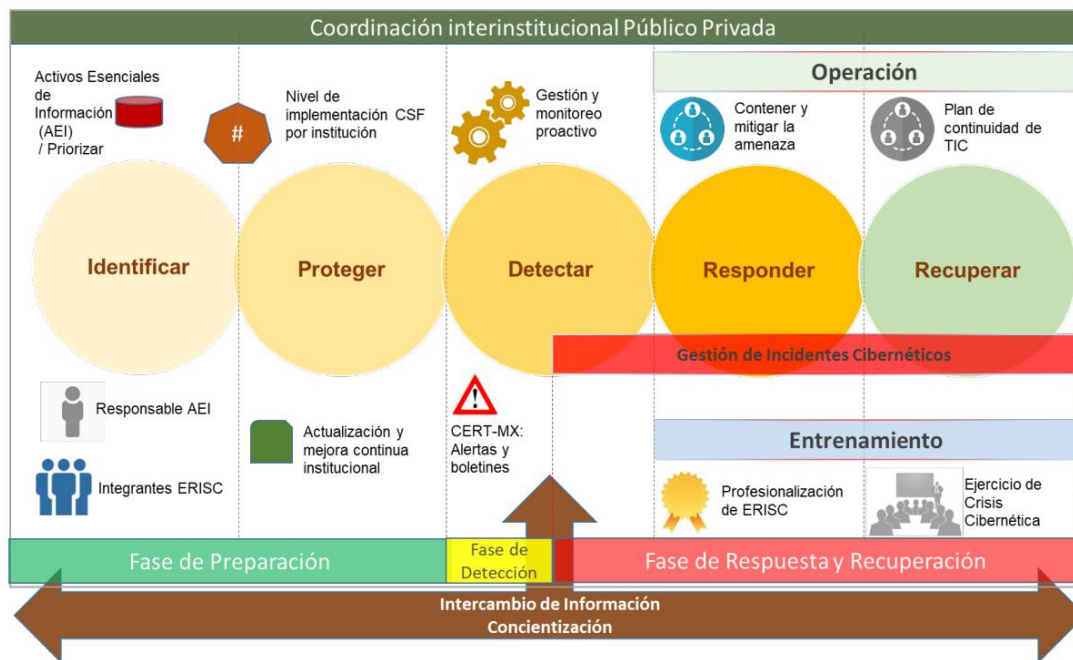 Coordinación interinstitucional Público Privada
Activos Esenciales
de
Información
(AEI)
/ Priorizar
#
Nivel de
implementación CSF
por institución
Gestión y
monitoreo
proactivo
Operación
Contener y
mitigar la
amenaza
Plan de
continuidad de
TIC
Identificar
Proteger
Detectar
Responder
Recuperar
Gestión de Incidentes Cibernéticos
Responsable AEI
Integrantes ERISC
Actualización y
mejora continua
institucional
CERT-MX:
Alertas y
boletines
Entrenamiento
Profesionalización
de ERISC
Ejercicio de
Crisis
Cibernética
Fase de Preparación
Fase de
Detección
Fase de Respuesta y Recuperación
Intercambio de Información
Concientización